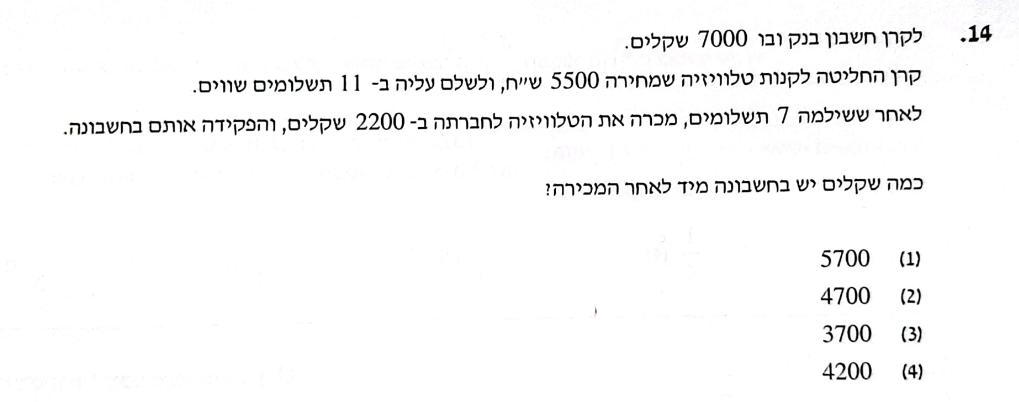 14. לקרן חשבון בנק ובו 7000 שקלים.
קרן החליטה לקנות טלוויזיה שמחירה 5500 ש״ח, ולשלם עליה ב- 11 תשלומים שווים.
לאחר ששילמה 7 תשלומים, מכרה את הטלוויזיה לחברתה ב- 2200 שקלים, והפקידה אותם בחשבונה.
כמה שקלים יש בחשבונה מיד לאחר המכירה?
(1) 5700
(2) 4700
(3) 3700
(4) 4200